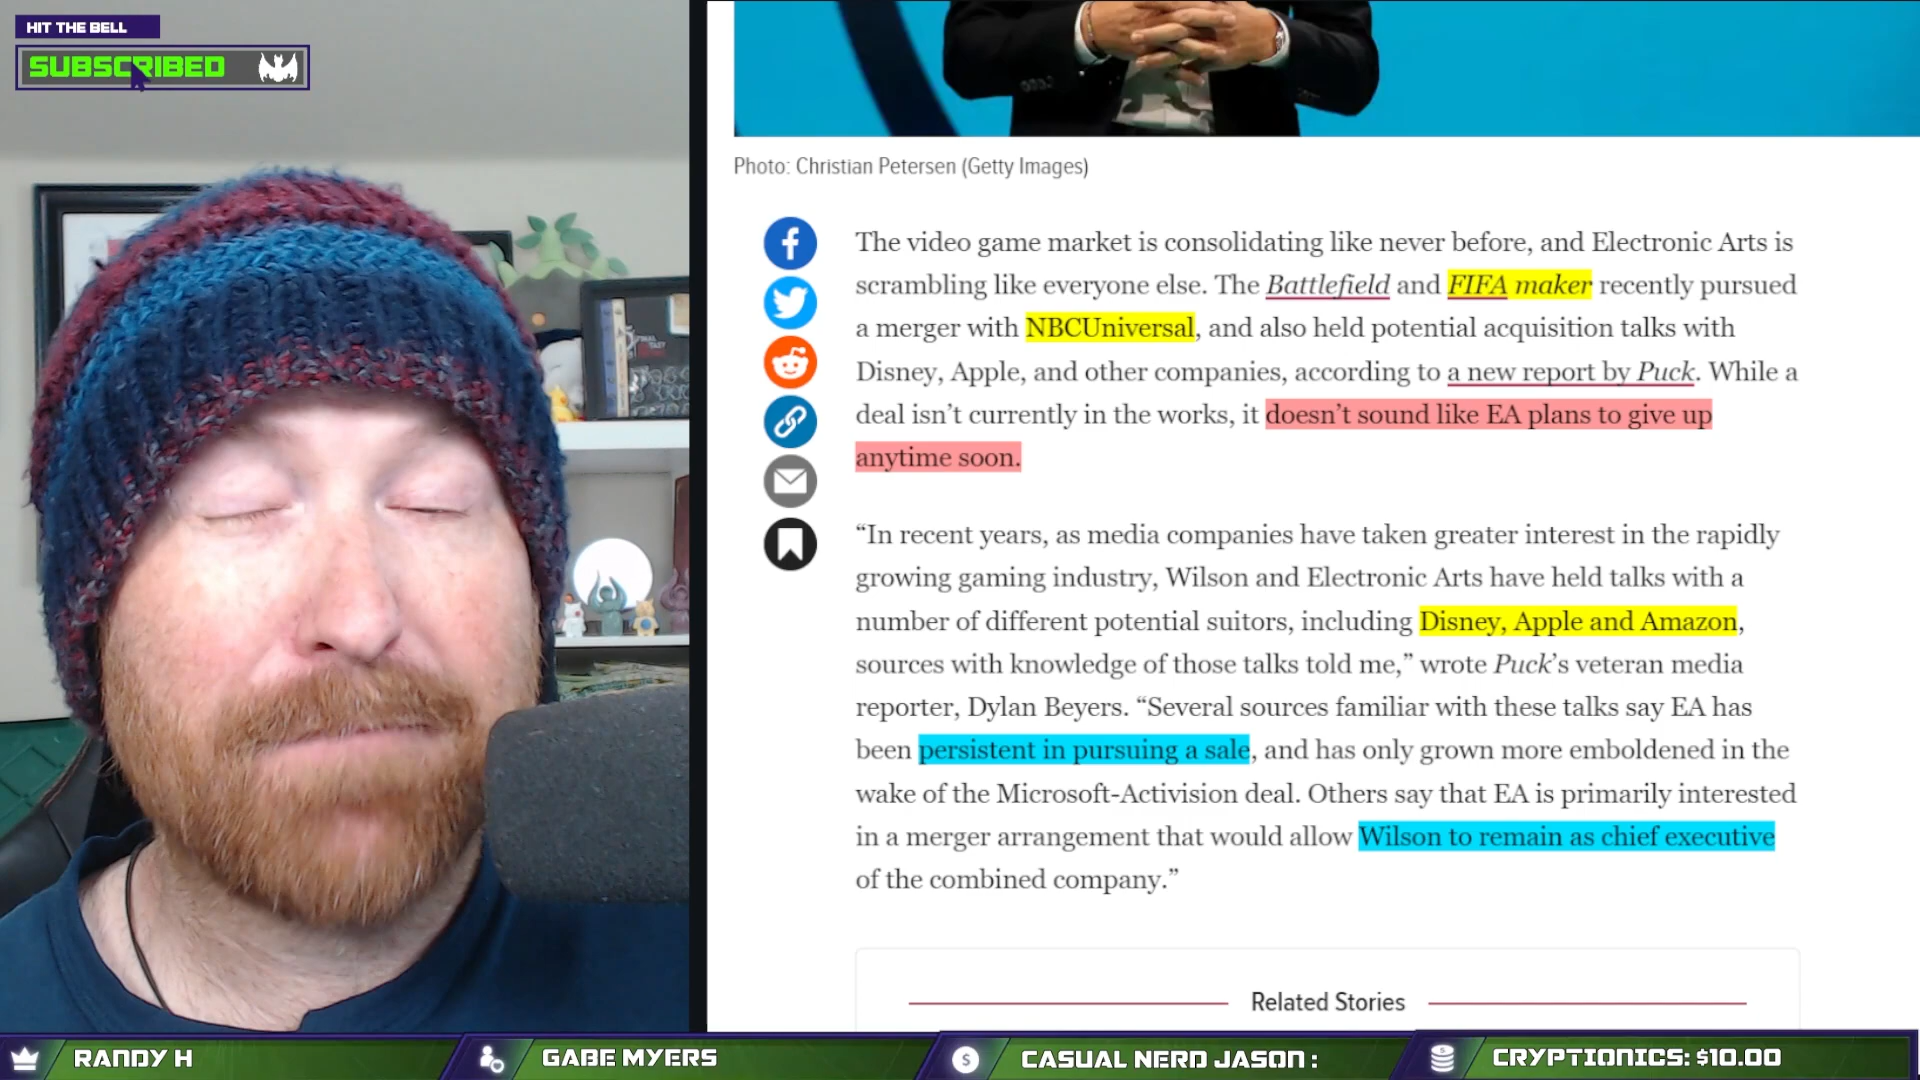 HIT THE BELL
SUBSCRIBED
Photo: Christian Petersen (Getty Images)
The video game market is consolidating like never before, and Electronic Arts is
scrambling like everyone else. The Battlefield and FIFA maker recently pursued
a merger with NBCUniversal, and also held potential acquisition talks with
Disney, Apple, and other companies, according to a new report by Puck. While a
deal isn’t currently in the works, it doesn’t sound like EA plans to give up
anytime soon.
“In recent years, as media companies have taken greater interest in the rapidly
growing gaming industry, Wilson and Electronic Arts have held talks with a
number of different potential suitors, including Disney, Apple and Amazon,
sources with knowledge of those talks told me,” wrote Puck’s veteran media
reporter, Dylan Beyers. “Several sources familiar with these talks say EA has
been persistent in pursuing a sale, and has only grown more emboldened in the
wake of the Microsoft-Activision deal. Others say that EA is primarily interested
in a merger arrangement that would allow Wilson to remain as chief executive
of the combined company.”
Related Stories
RANDY H
GABE MYERS
CASUAL NERD JASON :
CRYPTIONICS: $10.00